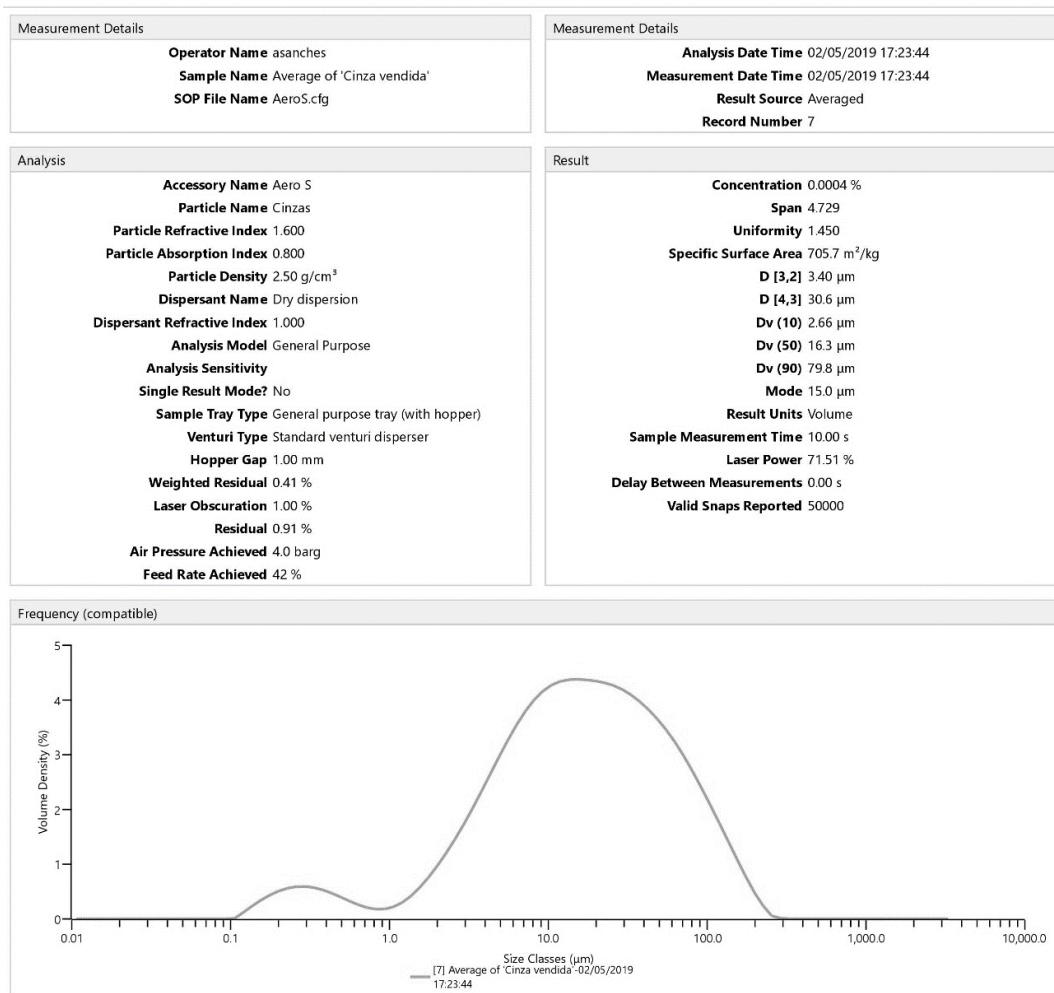 Measurement Details
Operator Name asanches
Sample Name Average of 'Cinza vendida'
SOP File Name AeroS.cfg
Measurement Details
Analysis Date Time 02/05/2019 17:23:44
Measurement Date Time 02/05/2019 17:23:44
Result Source Averaged
Record Number 7
Analysis
Accessory Name Aero S
Particle Name Cinzas
Particle Refractive Index 1.600
Particle Absorption Index 0.800
Particle Density 2.50 g/cm³
Dispersant Name Dry dispersion
Dispersant Refractive Index 1.000
Analysis Model General Purpose
Analysis Sensitivity
Single Result Mode? No
Sample Tray Type General purpose tray (with hopper)
Venturi Type Standard venturi disperser
Hopper Gap 1.00 mm
Weighted Residual 0.41 %
Laser Obscuration 1.00 %
Residual 0.91 %
Air Pressure Achieved 4.0 barg
Feed Rate Achieved 42 %
Result
Concentration 0.0004 %
Span 4.729
Uniformity 1.450
Specific Surface Area 705.7 m²/kg
D [3,2] 3.40 µm
D [4,3] 30.6 µm
Dv (10) 2.66 µm
Dv (50) 16.3 µm
Dv (90) 79.8 µm
Mode 15.0 µm
Result Units Volume
Sample Measurement Time 10.00 s
Laser Power 71.51 %
Delay Between Measurements 0.00 s
Valid Snaps Reported 50000
Frequency (compatible)
Volume Density (%)
5
4
3
2
1
0
0.01 0.1 1.0 10.0 100.0 1,000.0 10,000.0
Size Classes (µm)
[7] Average of 'Cinza vendida'-02/05/2019
17:23:44